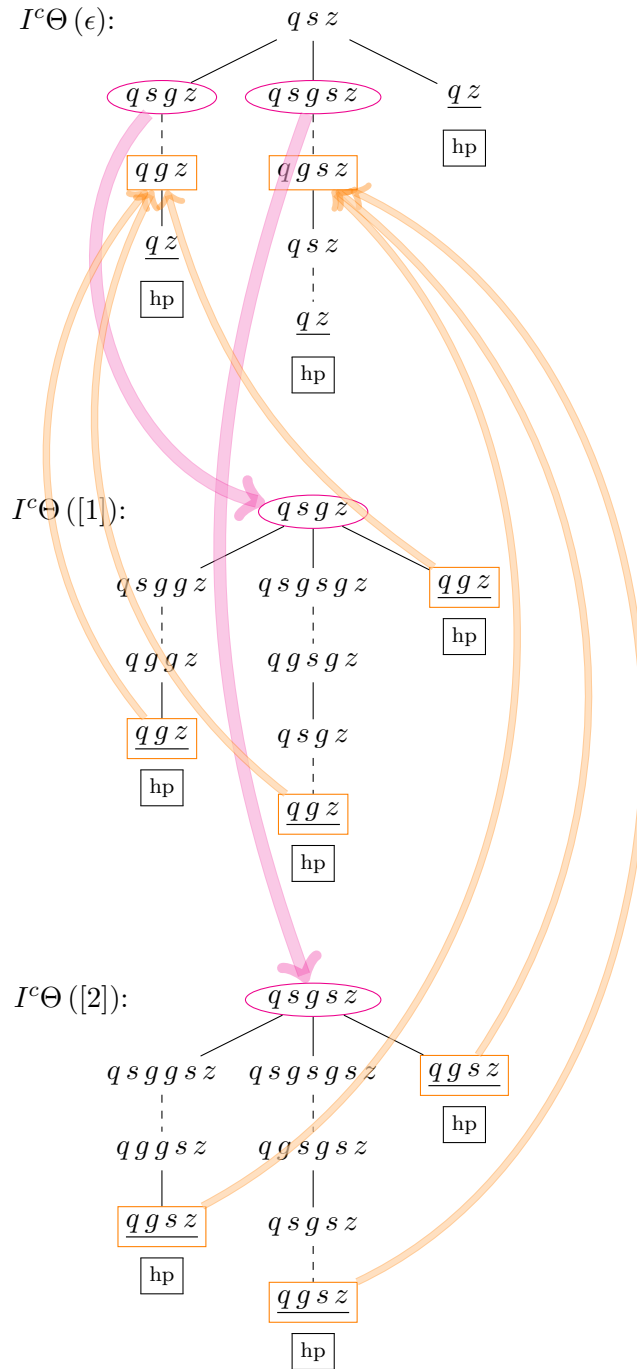 I^cΘ (ϵ): q s z
q s g z q s g s z q z
hp
q g z q g s z
q z q s z
hp
q z
hp
I^cΘ ([1]): q s g z
q s g g z q s g s g z q g z
hp
q g g z q g s g z
q g z q s g z
hp
q g z
hp
I^cΘ ([2]): q s g s z
q s g g s z q s g s g s z q g s z
hp
q g g s z q g s g s z
q g s z q s g s z
hp
q g s z
hp